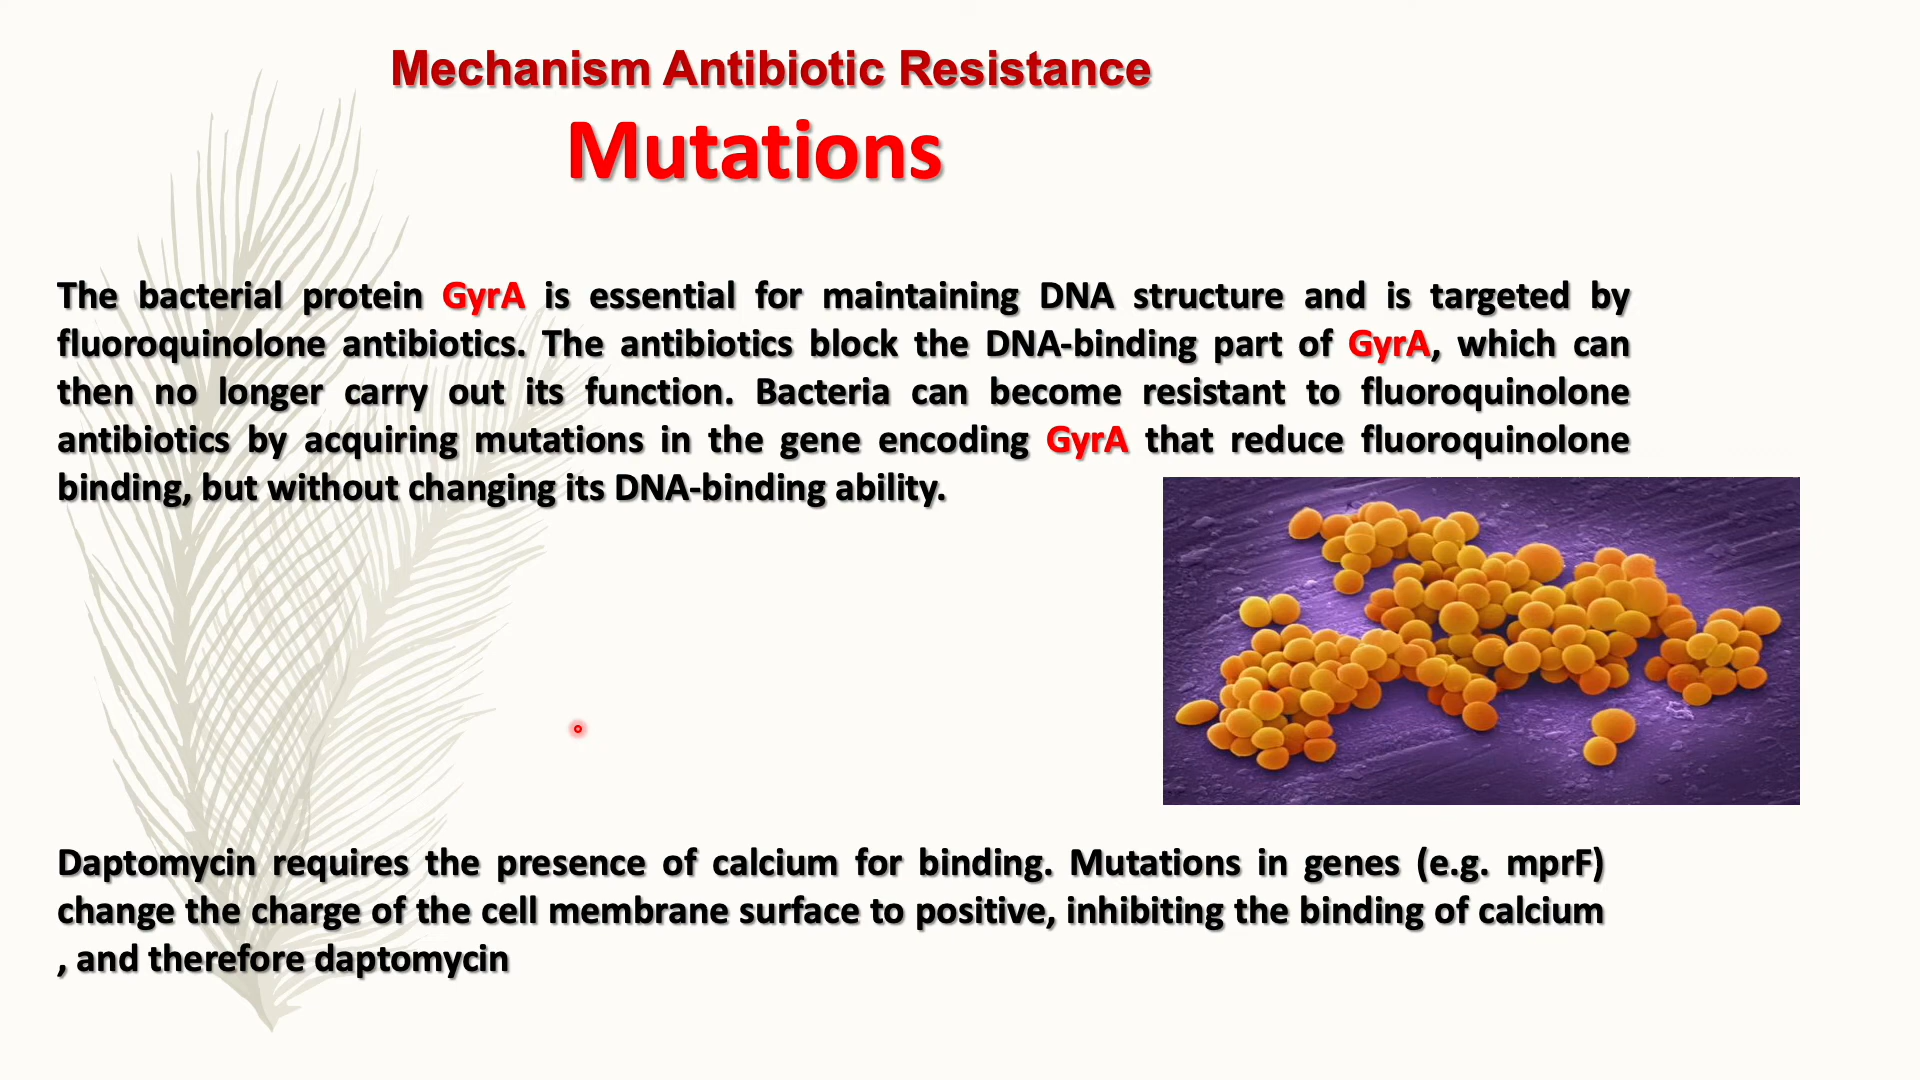 Mechanism Antibiotic Resistance
Mutations
The bacterial protein GyrA is essential for maintaining DNA structure and is targeted by
fluoroquinolone antibiotics. The antibiotics block the DNA-binding part of GyrA, which can
then no longer carry out its function. Bacteria can become resistant to fluoroquinolone
antibiotics by acquiring mutations in the gene encoding GyrA that reduce fluoroquinolone
binding, but without changing its DNA-binding ability.
Daptomycin requires the presence of calcium for binding. Mutations in genes (e.g. mprF)
change the charge of the cell membrane surface to positive, inhibiting the binding of calcium
, and therefore daptomycin